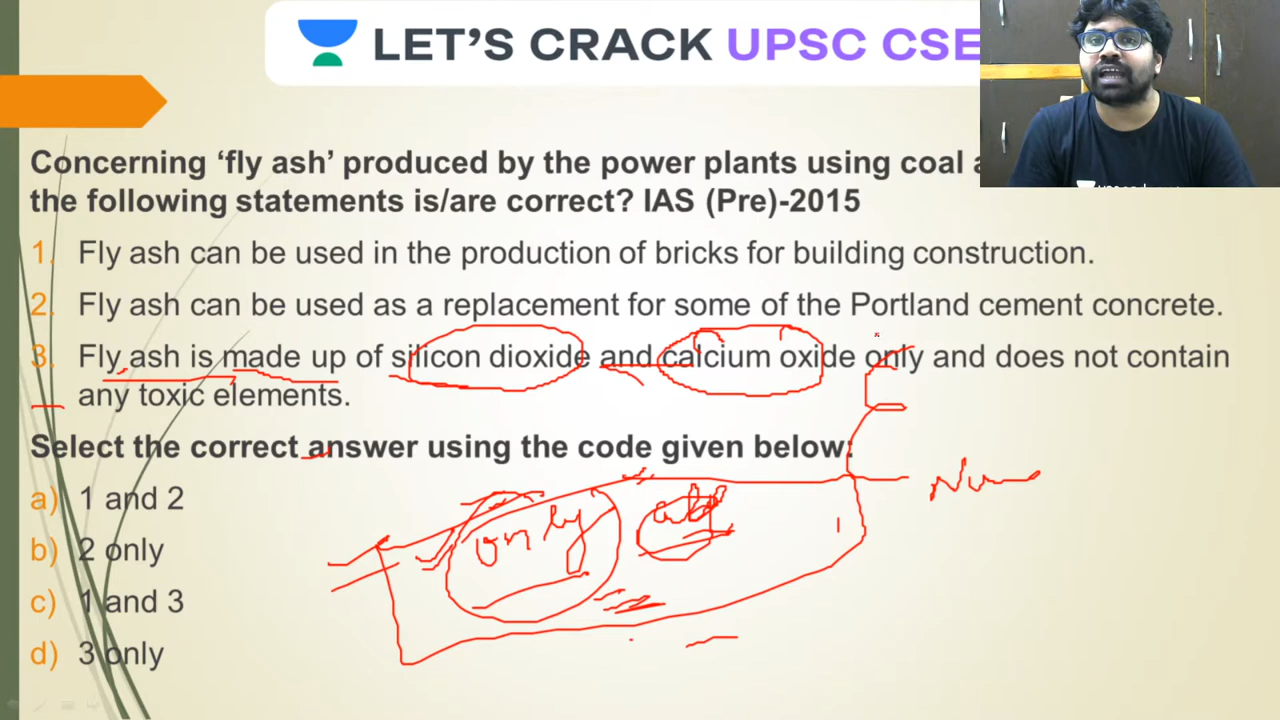 LET'S CRACK UPSC CSE
Concerning ‘fly ash’ produced by the power plants using coal
the following statements is/are correct? IAS (Pre)-2015
1. Fly ash can be used in the production of bricks for building construction.
2. Fly ash can be used as a replacement for some of the Portland cement concrete.
3. Fly ash is made up of silicon dioxide and calcium oxide only and does not contain
any toxic elements.
Select the correct answer using the code given below:
a) 1 and 2
only
b) 2 only
c) 1 and 3
d) 3 only